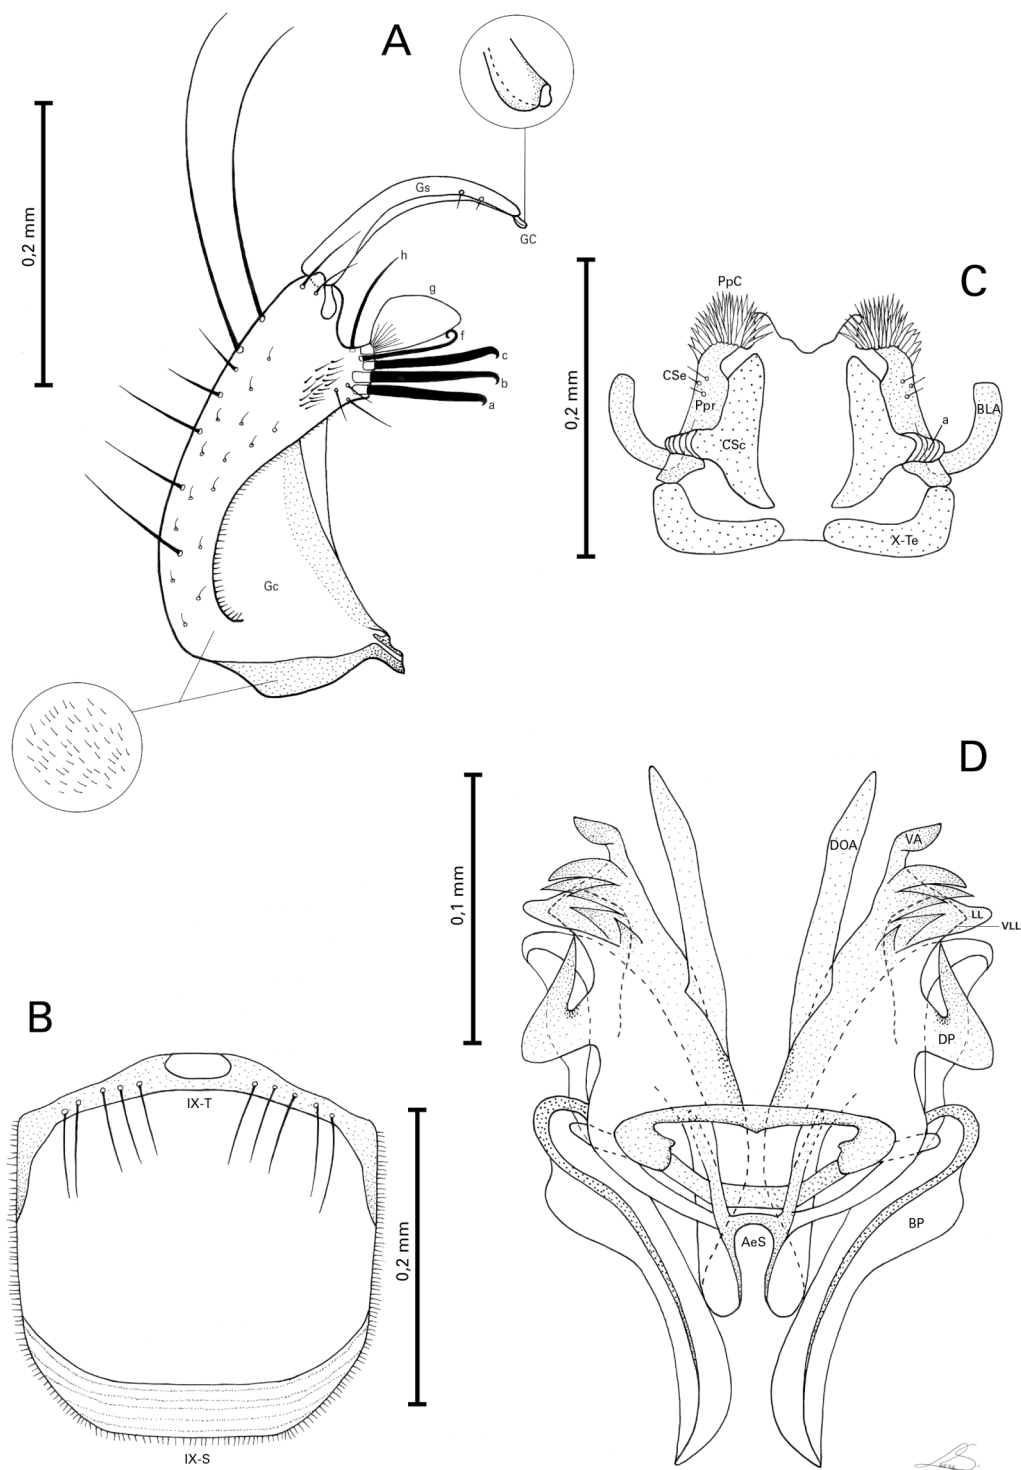 A
0,2 mm
Gs
GC
h
g
f
c
b
a
Gc
C
0,2 mm
PpC
CSe
Ppr
CSc
BLA
a
X-Te
B
IX-T
0,2 mm
IX-S
D
0,1 mm
DOA
VA
LL
VLL
DP
BP
AeS